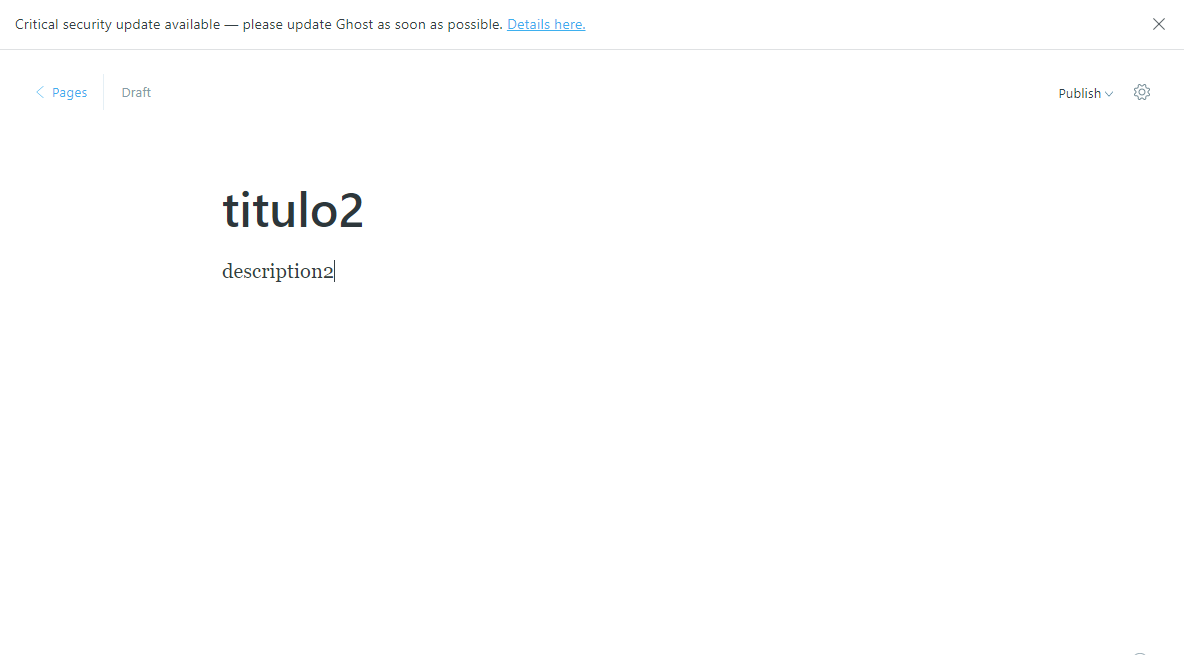 Critical security update available — please update Ghost as soon as possible. Details here.
Pages
Draft
Publish
titulo2
description2